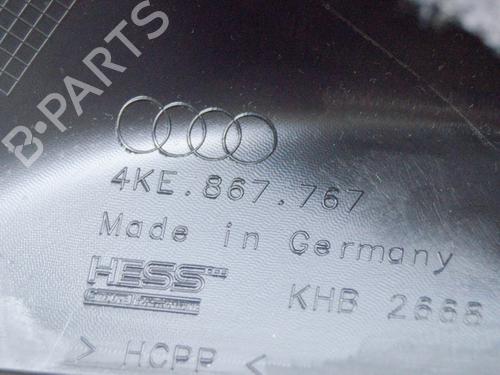 B-PARTS
4KE.867.767
Made in Germany
HESS
KHB 2668
> HCPP <